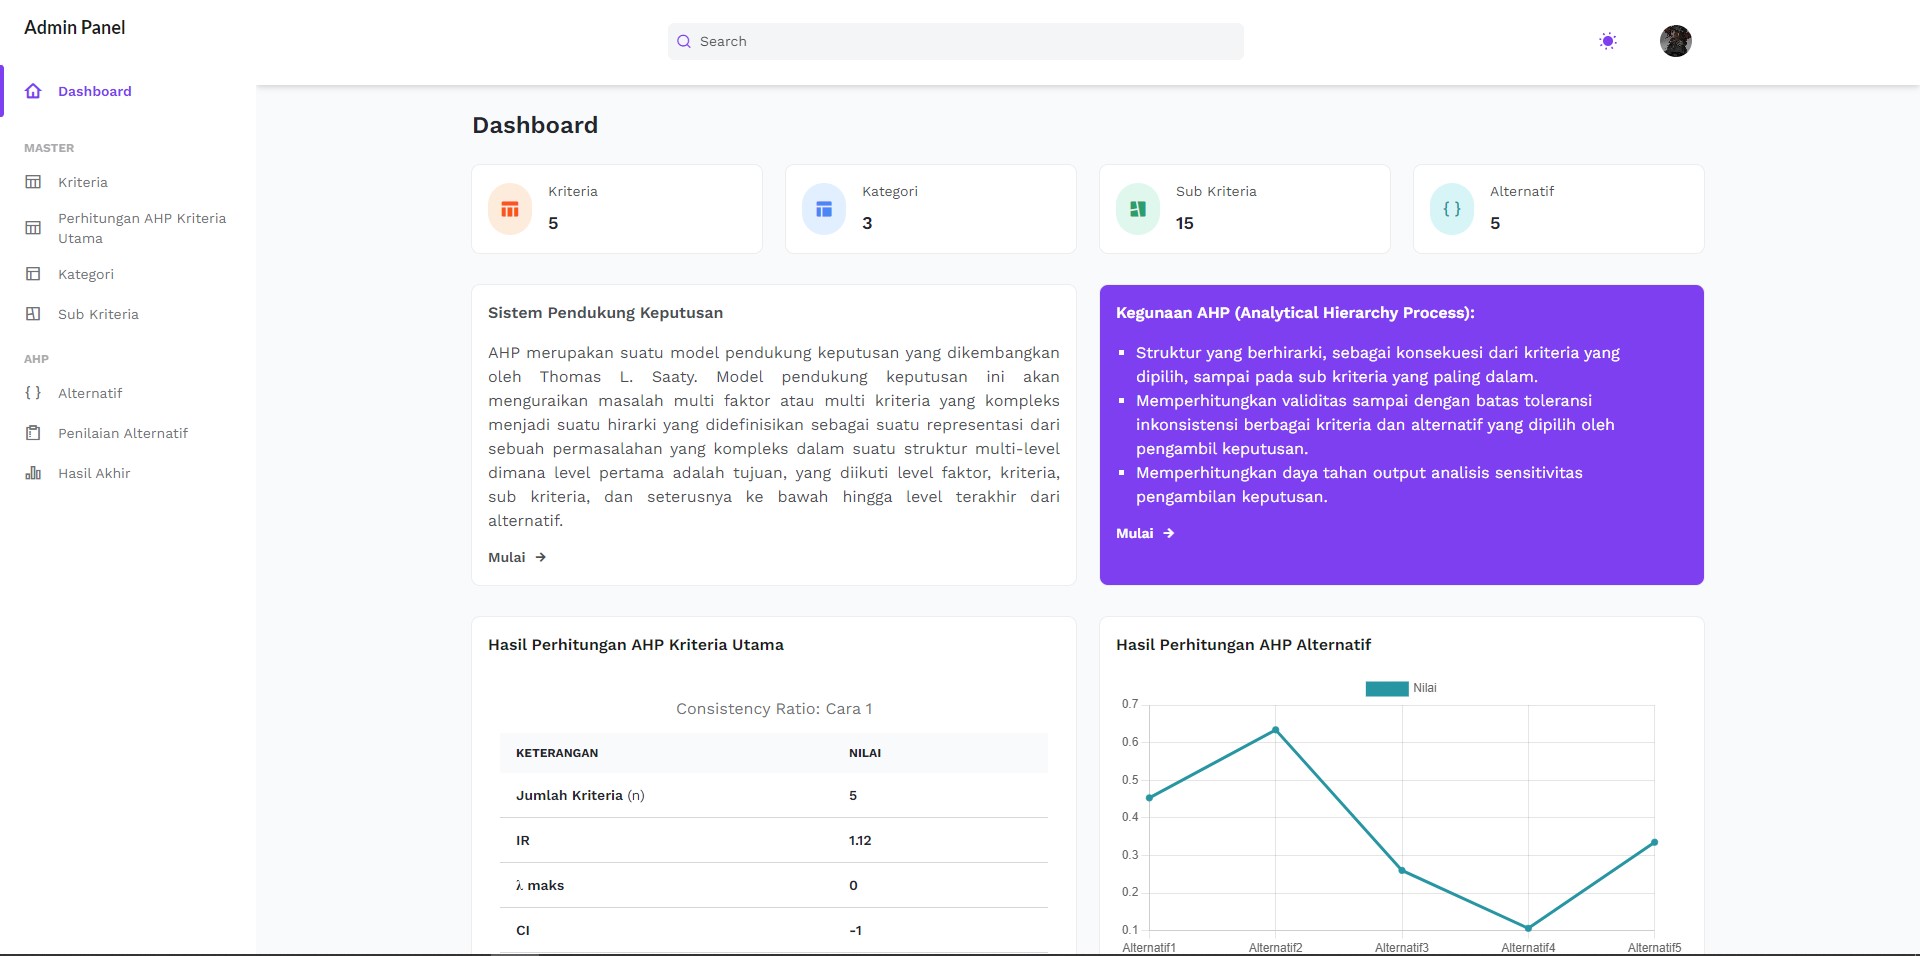 Admin Panel
Search
Dashboard
MASTER
Kriteria
Perhitungan AHP Kriteria
Utama
Kategori
Sub Kriteria
AHP
{ } Alternatif
Penilaian Alternatif
Hasil Akhir
Dashboard
Kriteria
5
Kategori
3
Sub Kriteria
15
{ }
Alternatif
5
Sistem Pendukung Keputusan
AHP merupakan suatu model pendukung keputusan yang dikembangkan
oleh Thomas L. Saaty. Model pendukung keputusan ini akan
menguraikan masalah multi faktor atau multi kriteria yang kompleks
menjadi suatu hirarki yang didefinisikan sebagai suatu representasi dari
sebuah permasalahan yang kompleks dalam suatu struktur multi-level
dimana level pertama adalah tujuan, yang diikuti level faktor, kriteria,
sub kriteria, dan seterusnya ke bawah hingga level terakhir dari
alternatif.
Mulai →
Kegunaan AHP (Analytical Hierarchy Process):
▪ Struktur yang berhirarki, sebagai konsekuesi dari kriteria yang
dipilih, sampai pada sub kriteria yang paling dalam.
▪ Memperhitungkan validitas sampai dengan batas toleransi
inkonsistensi berbagai kriteria dan alternatif yang dipilih oleh
pengambil keputusan.
▪ Memperhitungkan daya tahan output analisis sensitivitas
pengambilan keputusan.
Mulai →
Hasil Perhitungan AHP Kriteria Utama
Consistency Ratio: Cara 1
KETERANGAN NILAI
Jumlah Kriteria (n) 5
IR 1.12
λ maks 0
CI -1
Hasil Perhitungan AHP Alternatif
Nilai
0.7
0.6
0.5
0.4
0.3
0.2
0.1
Alternatif1 Alternatif2 Alternatif3 Alternatif4 Alternatif5